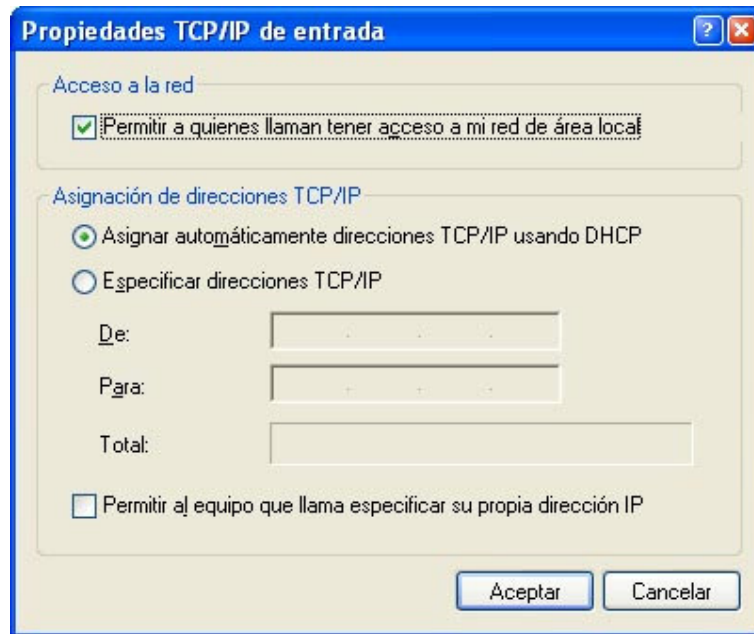 Propiedades TCP/IP de entrada
Acceso a la red
Permitir a quienes llaman tener acceso a mi red de área local
Asignación de direcciones TCP/IP
Asignar automáticamente direcciones TCP/IP usando DHCP
Especificar direcciones TCP/IP
De:
Para:
Total:
Permitir al equipo que llama especificar su propia dirección IP
Aceptar Cancelar